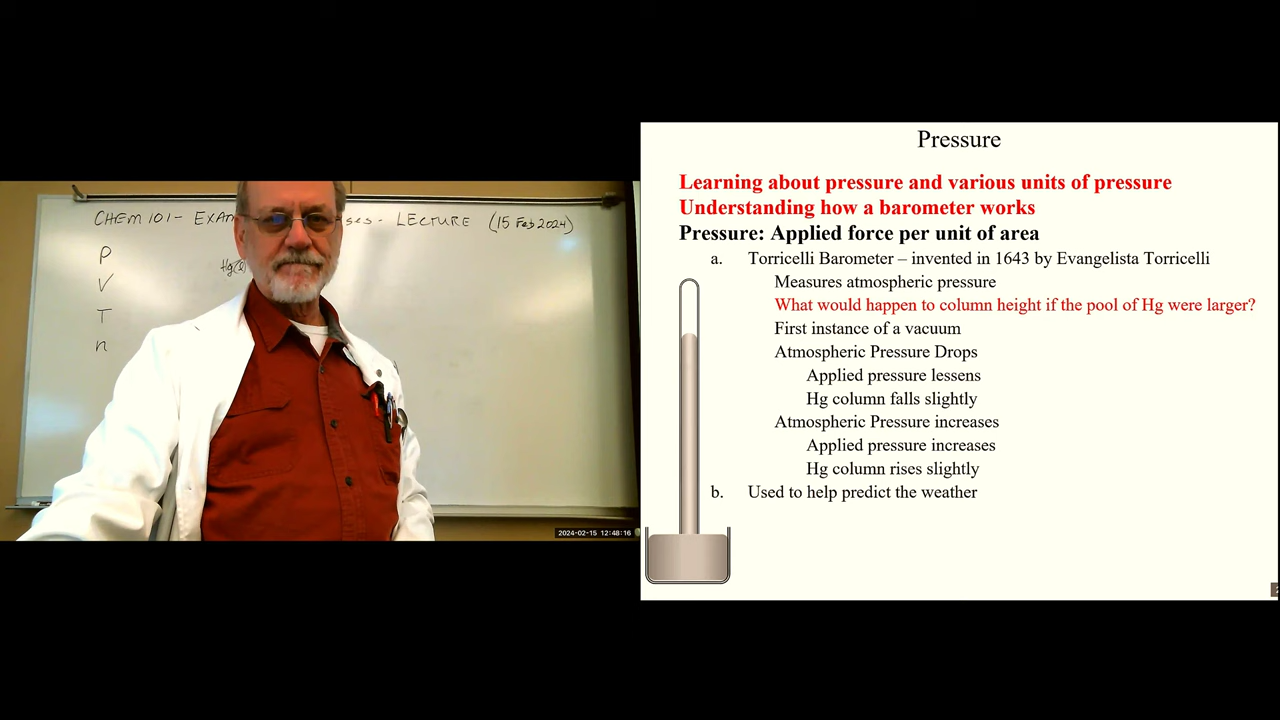 CHEM 101- EXAM ses- LECTURE (15 Feb 2024)
P
Hg(l)
V
T
n
2024-02-15 12:48:16
Pressure
Learning about pressure and various units of pressure
Understanding how a barometer works
Pressure: Applied force per unit of area
a. Torricelli Barometer – invented in 1643 by Evangelista Torricelli
Measures atmospheric pressure
What would happen to column height if the pool of Hg were larger?
First instance of a vacuum
Atmospheric Pressure Drops
Applied pressure lessens
Hg column falls slightly
Atmospheric Pressure increases
Applied pressure increases
Hg column rises slightly
b. Used to help predict the weather